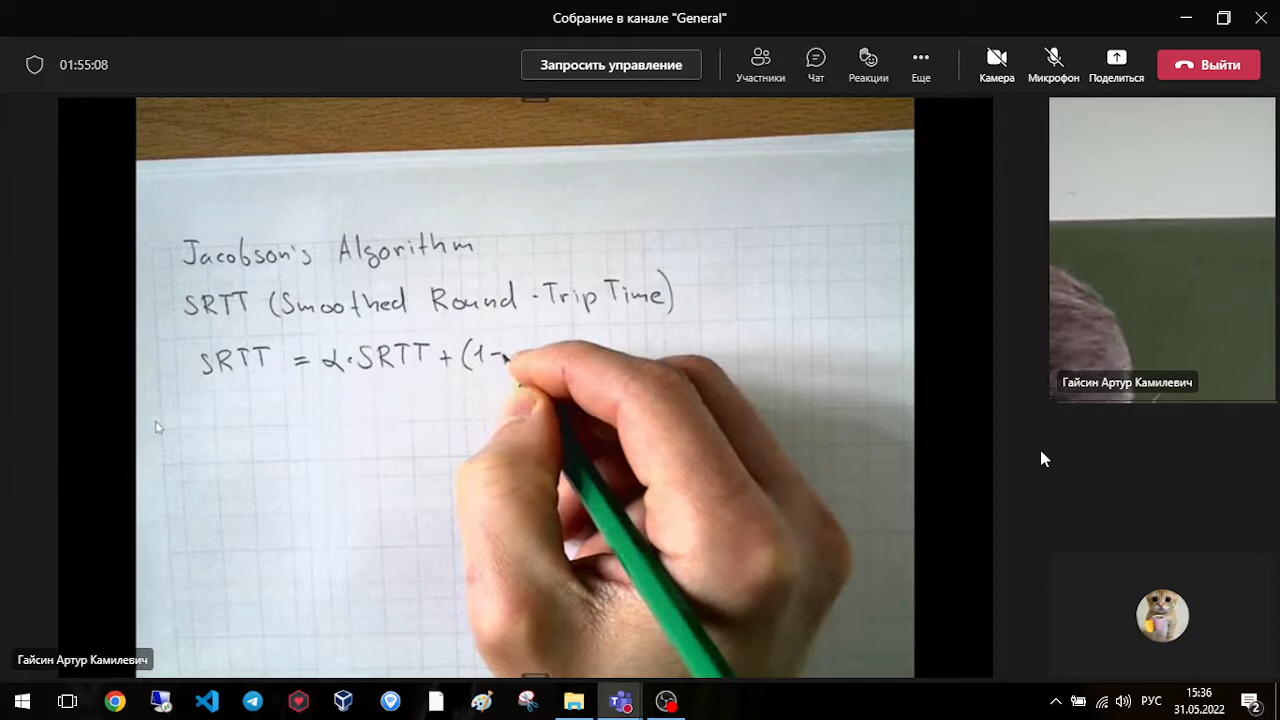 Собрание в канале "General"
01:55:08
Запросить управление
Участники
Чат
Реакции
Еще
Камера
Микрофон
Поделиться
Выйти
Jacobson's Algorithm
SRTT (Smoothed Round-Trip Time)
SRTT = α·SRTT + (1-
Гайсин Артур Камилевич
Гайсин Артур Камилевич
РУС
15:36
31.05.2022
2